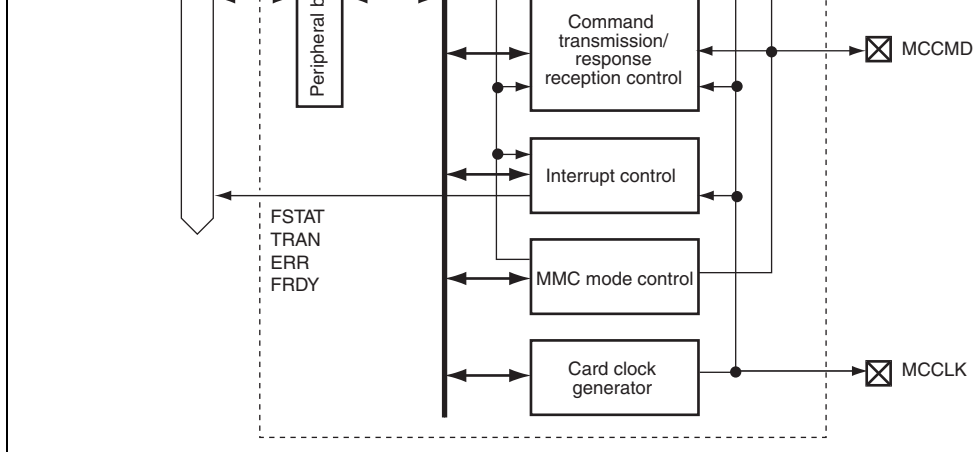 Peripheral b
Command
transmission/
response
reception control
MCCMD
Interrupt control
FSTAT
TRAN
ERR
FRDY
MMC mode control
Card clock
generator
MCCLK